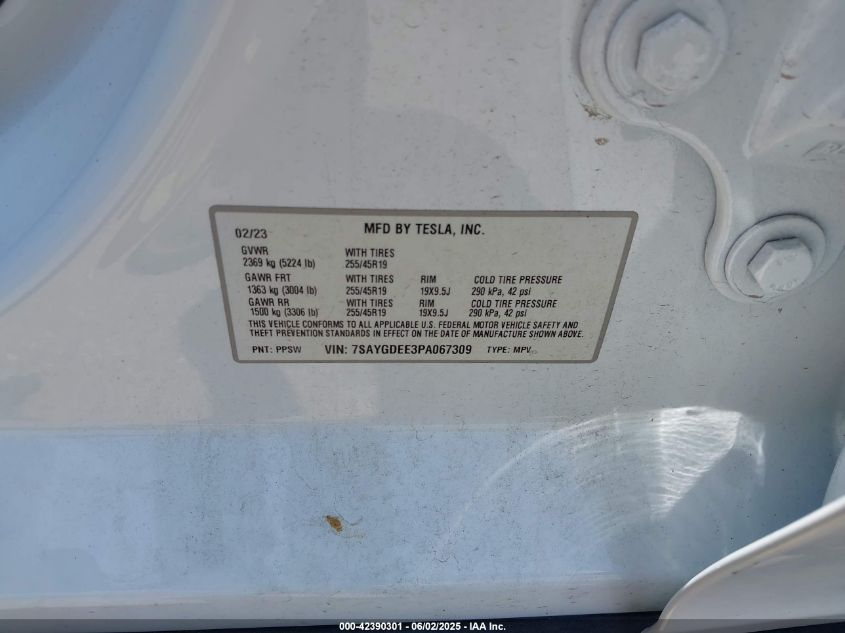 02/23 MFD BY TESLA, INC.
GVWR WITH TIRES
2369 kg (5224 lb) 255/45R19
GAWR FRT WITH TIRES RIM COLD TIRE PRESSURE
1363 kg (3004 lb) 255/45R19 19X9.5J 290 kPa, 42 psi
GAWR RR WITH TIRES RIM COLD TIRE PRESSURE
1500 kg (3306 lb) 255/45R19 19X9.5J 290 kPa, 42 psi
THIS VEHICLE CONFORMS TO ALL APPLICABLE U.S. FEDERAL MOTOR VEHICLE SAFETY AND
THEFT PREVENTION STANDARDS IN EFFECT ON THE DATE OF MANUFACTURE SHOWN ABOVE.
PNT: PPSW VIN: 7SAYGDEE3PA067309 TYPE: MPV
000-42390301 - 06/02/2025 - IAA Inc.